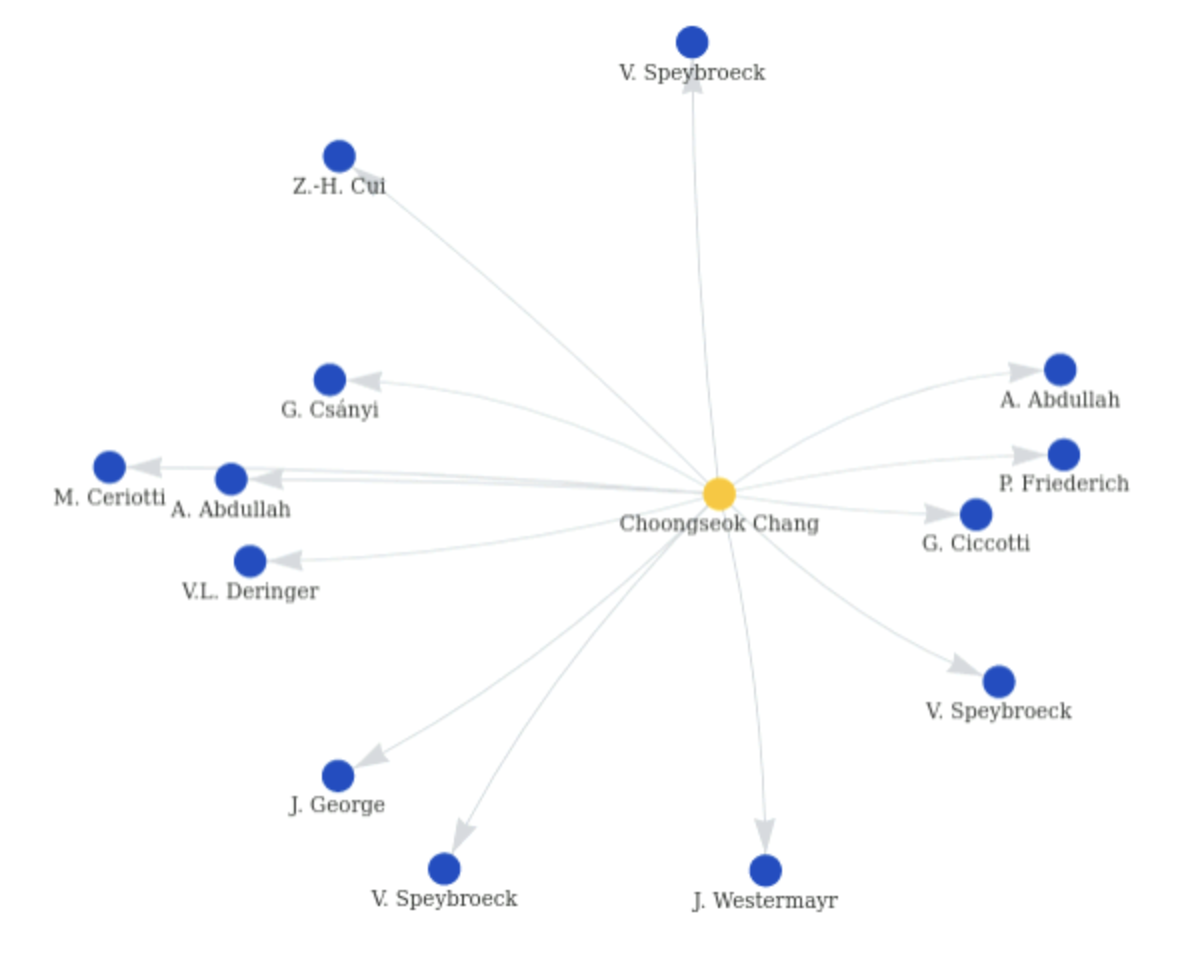 V. Speybroeck
Z.-H. Cui
A. Abdullah
G. Csányi
P. Friederich
M. Ceriotti
A. Abdullah
Choongseok Chang
G. Ciccotti
V.L. Deringer
V. Speybroeck
J. George
V. Speybroeck
J. Westermayr